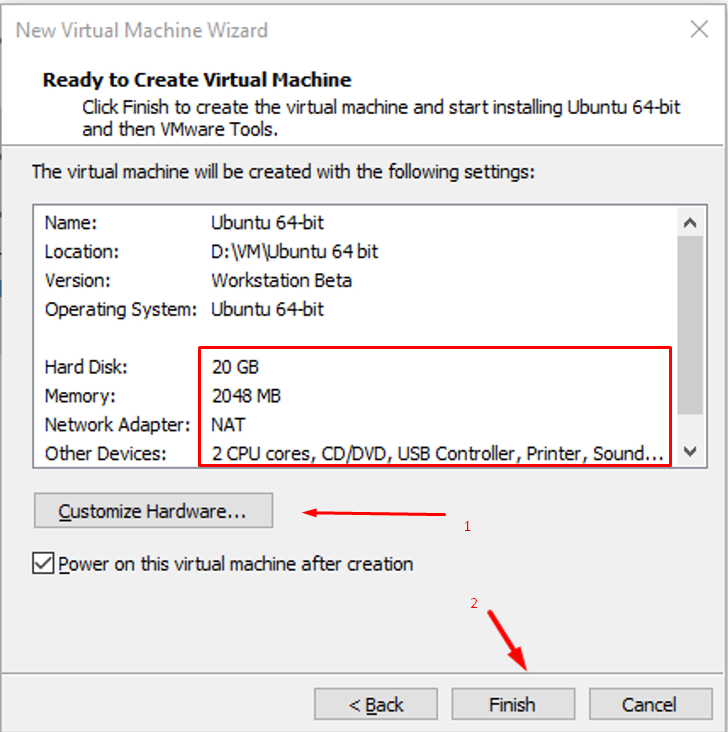 New Virtual Machine Wizard
Ready to Create Virtual Machine
Click Finish to create the virtual machine and start installing Ubuntu 64-bit
and then VMware Tools.
The virtual machine will be created with the following settings:
Name: Ubuntu 64-bit
Location: D:\VM\Ubuntu 64 bit
Version: Workstation Beta
Operating System: Ubuntu 64-bit
Hard Disk: 20 GB
Memory: 2048 MB
Network Adapter: NAT
Other Devices: 2 CPU cores, CD/DVD, USB Controller, Printer, Sound...
Customize Hardware...
1
Power on this virtual machine after creation
2
< Back Finish Cancel